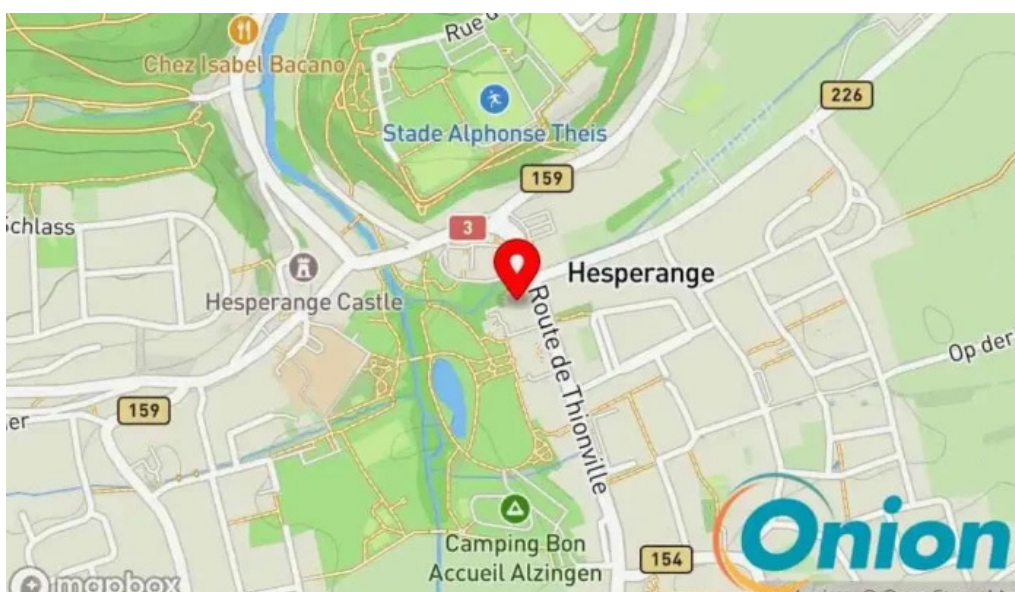 Rue d
Chez Isabel Bacano
226
Stade Alphonse Theis
159
chlass
3
Hesperange
Hesperange Castle
Route de Thionville
Op der
159
er
Onion
Camping Bon
Accueil Alzingen
154
mapbox